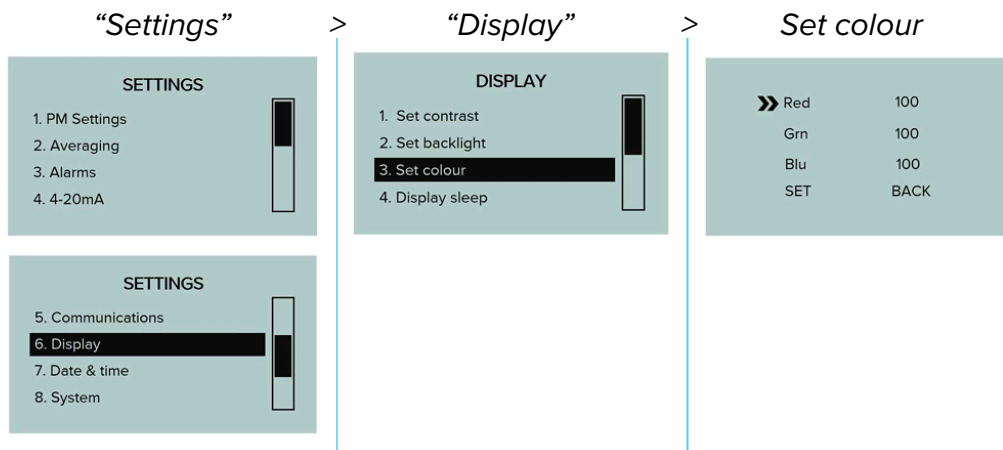 “Settings” > “Display” > Set colour
SETTINGS
1. PM Settings
2. Averaging
3. Alarms
4. 4-20mA
SETTINGS
5. Communications
6. Display
7. Date & time
8. System
DISPLAY
1. Set contrast
2. Set backlight
3. Set colour
4. Display sleep
Red 100
Grn 100
Blu 100
SET BACK